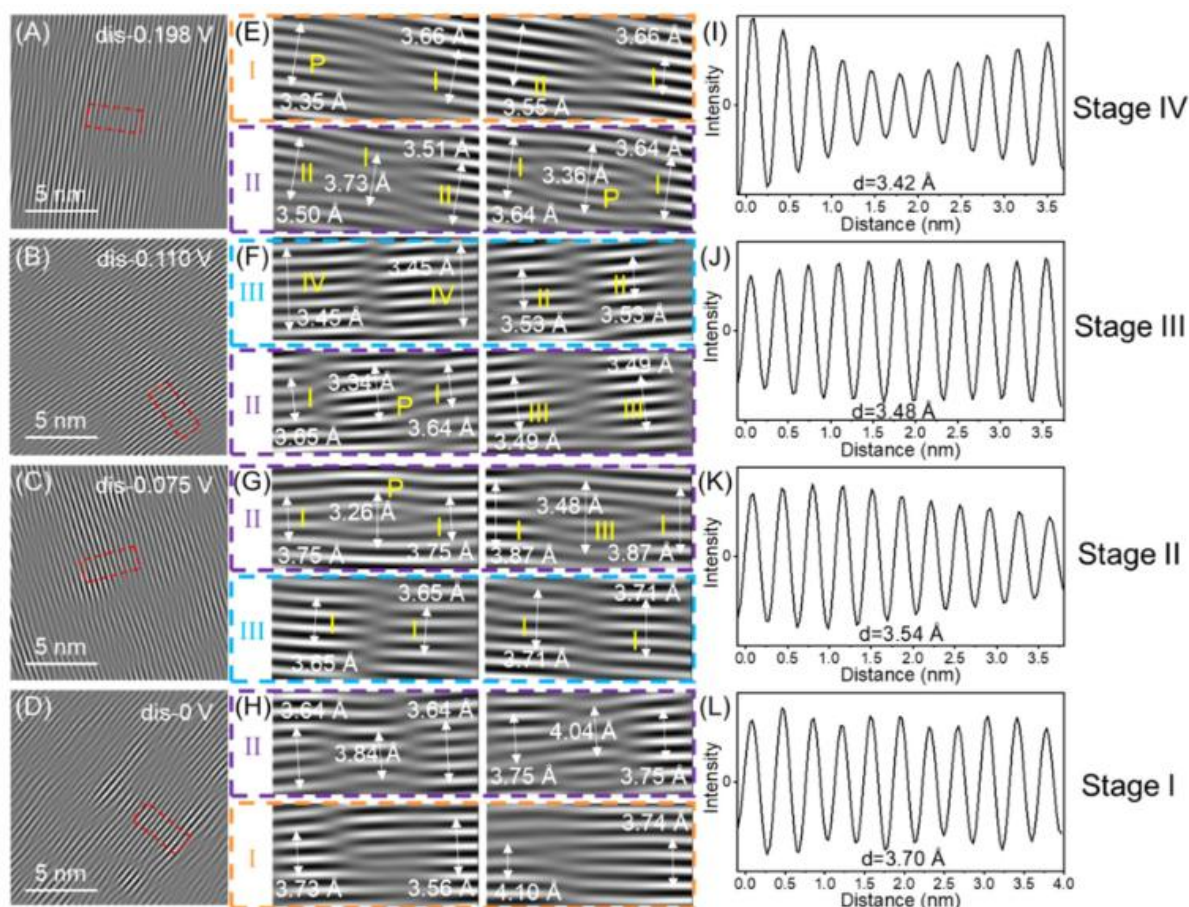 (A)
dis-0.198 V
5 nm
(E)
I
P
3.35 Å
3.66 Å
I
3.66 Å
II
3.55 Å
I
II
II
3.50 Å
I
3.73 Å
3.51 Å
II
I
3.64 Å
3.36 Å
P
3.64 Å
I
(I)
Intensity
0
d=3.42 Å
0.0 0.5 1.0 1.5 2.0 2.5 3.0 3.5
Distance (nm)
Stage IV
(B)
dis-0.110 V
5 nm
(F)
III
IV
3.45 Å
3.45 Å
IV
II
3.53 Å
II
3.53 Å
II
I
3.65 Å
3.34 Å
P
I
3.64 Å
III
3.49 Å
3.49 Å
III
(J)
Intensity
0
d=3.48 Å
0.0 0.5 1.0 1.5 2.0 2.5 3.0 3.5
Distance (nm)
Stage III
(C)
dis-0.075 V
5 nm
(G)
II
I
3.75 Å
P
3.26 Å
I
3.75 Å
I
3.87 Å
3.48 Å
III
I
3.87 Å
III
I
3.65 Å
3.65 Å
I
I
3.71 Å
3.71 Å
I
(K)
Intensity
0
d=3.54 Å
0.0 0.5 1.0 1.5 2.0 2.5 3.0 3.5
Distance (nm)
Stage II
(D)
dis-0 V
5 nm
(H)
II
3.64 Å
3.84 Å
3.64 Å
3.75 Å
4.04 Å
3.75 Å
I
3.73 Å
3.56 Å
4.10 Å
3.74 Å
(L)
Intensity
0
d=3.70 Å
0.0 0.5 1.0 1.5 2.0 2.5 3.0 3.5 4.0
Distance (nm)
Stage I